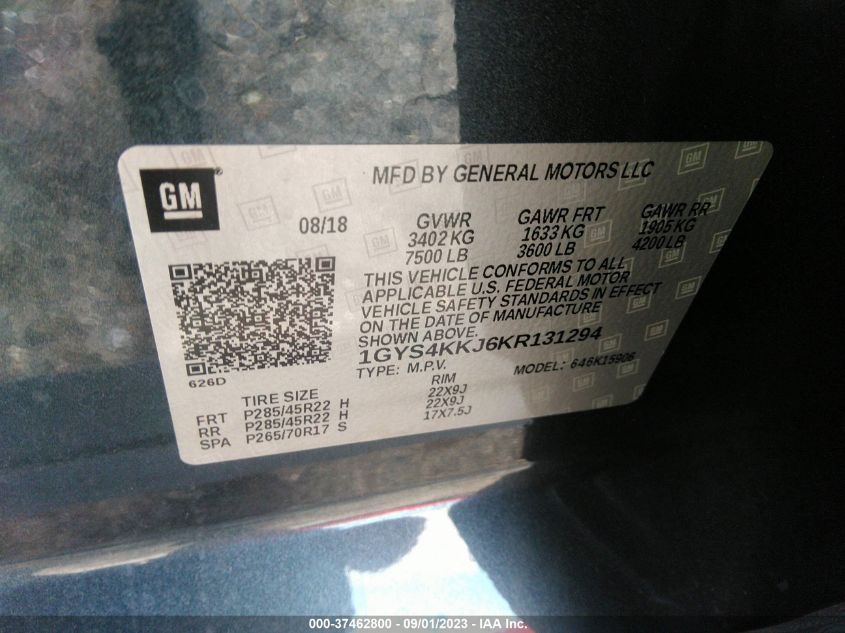 GM®
MFD BY GENERAL MOTORS LLC
08/18
GVWR
3402 KG
7500 LB
GAWR FRT
1633 KG
3600 LB
GAWR RR
1905 KG
4200 LB
THIS VEHICLE CONFORMS TO ALL
APPLICABLE U.S. FEDERAL MOTOR
VEHICLE SAFETY STANDARDS IN EFFECT
ON THE DATE OF MANUFACTURE
SHOWN ABOVE.
1GYS4KKJ6KR131294
TYPE: M.P.V.
MODEL: 646K15906
626D
TIRE SIZE
RIM
FRT P285/45R22 H 22X9J
RR P285/45R22 H 22X9J
SPA P265/70R17 S 17X7.5J
000-37462800 - 09/01/2023 - IAA Inc.